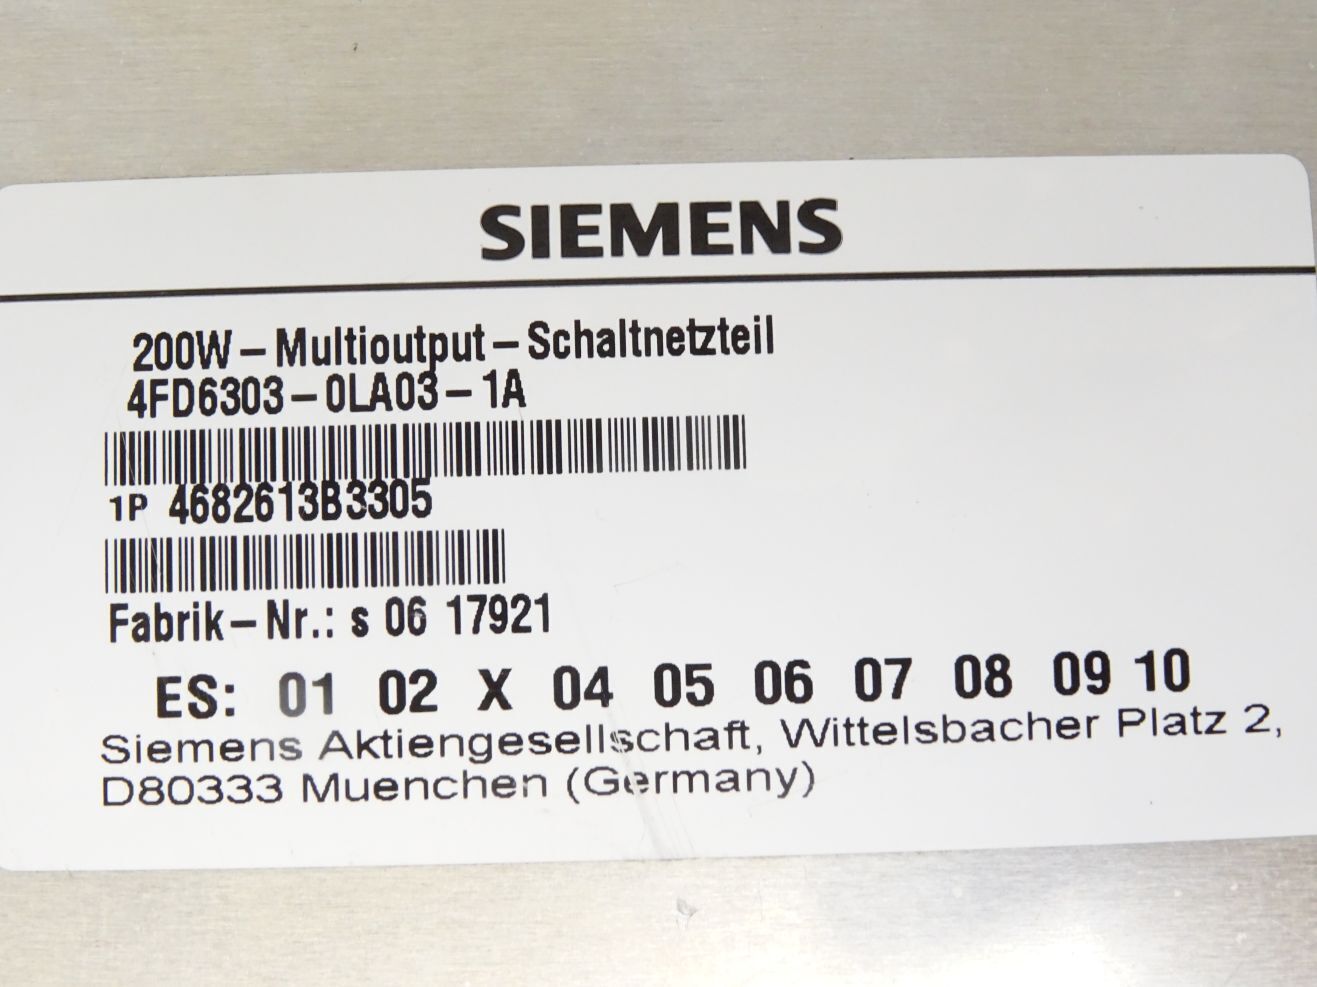 SIEMENS
200W-Multioutput-Schaltnetzteil
4FD6303-0LA03-1A
1P 4682613B3305
Fabrik-Nr.: s 06 17921
ES: 01 02 X 04 05 06 07 08 09 10
Siemens Aktiengesellschaft, Wittelsbacher Platz 2,
D80333 Muenchen (Germany)